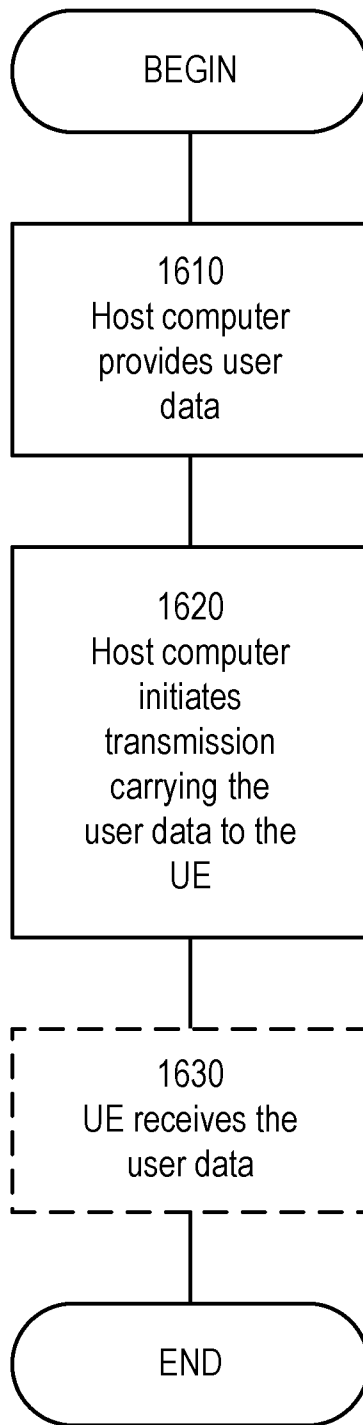 BEGIN
1610
Host computer
provides user
data
1620
Host computer
initiates
transmission
carrying the
user data to the
UE
1630
UE receives the
user data
END